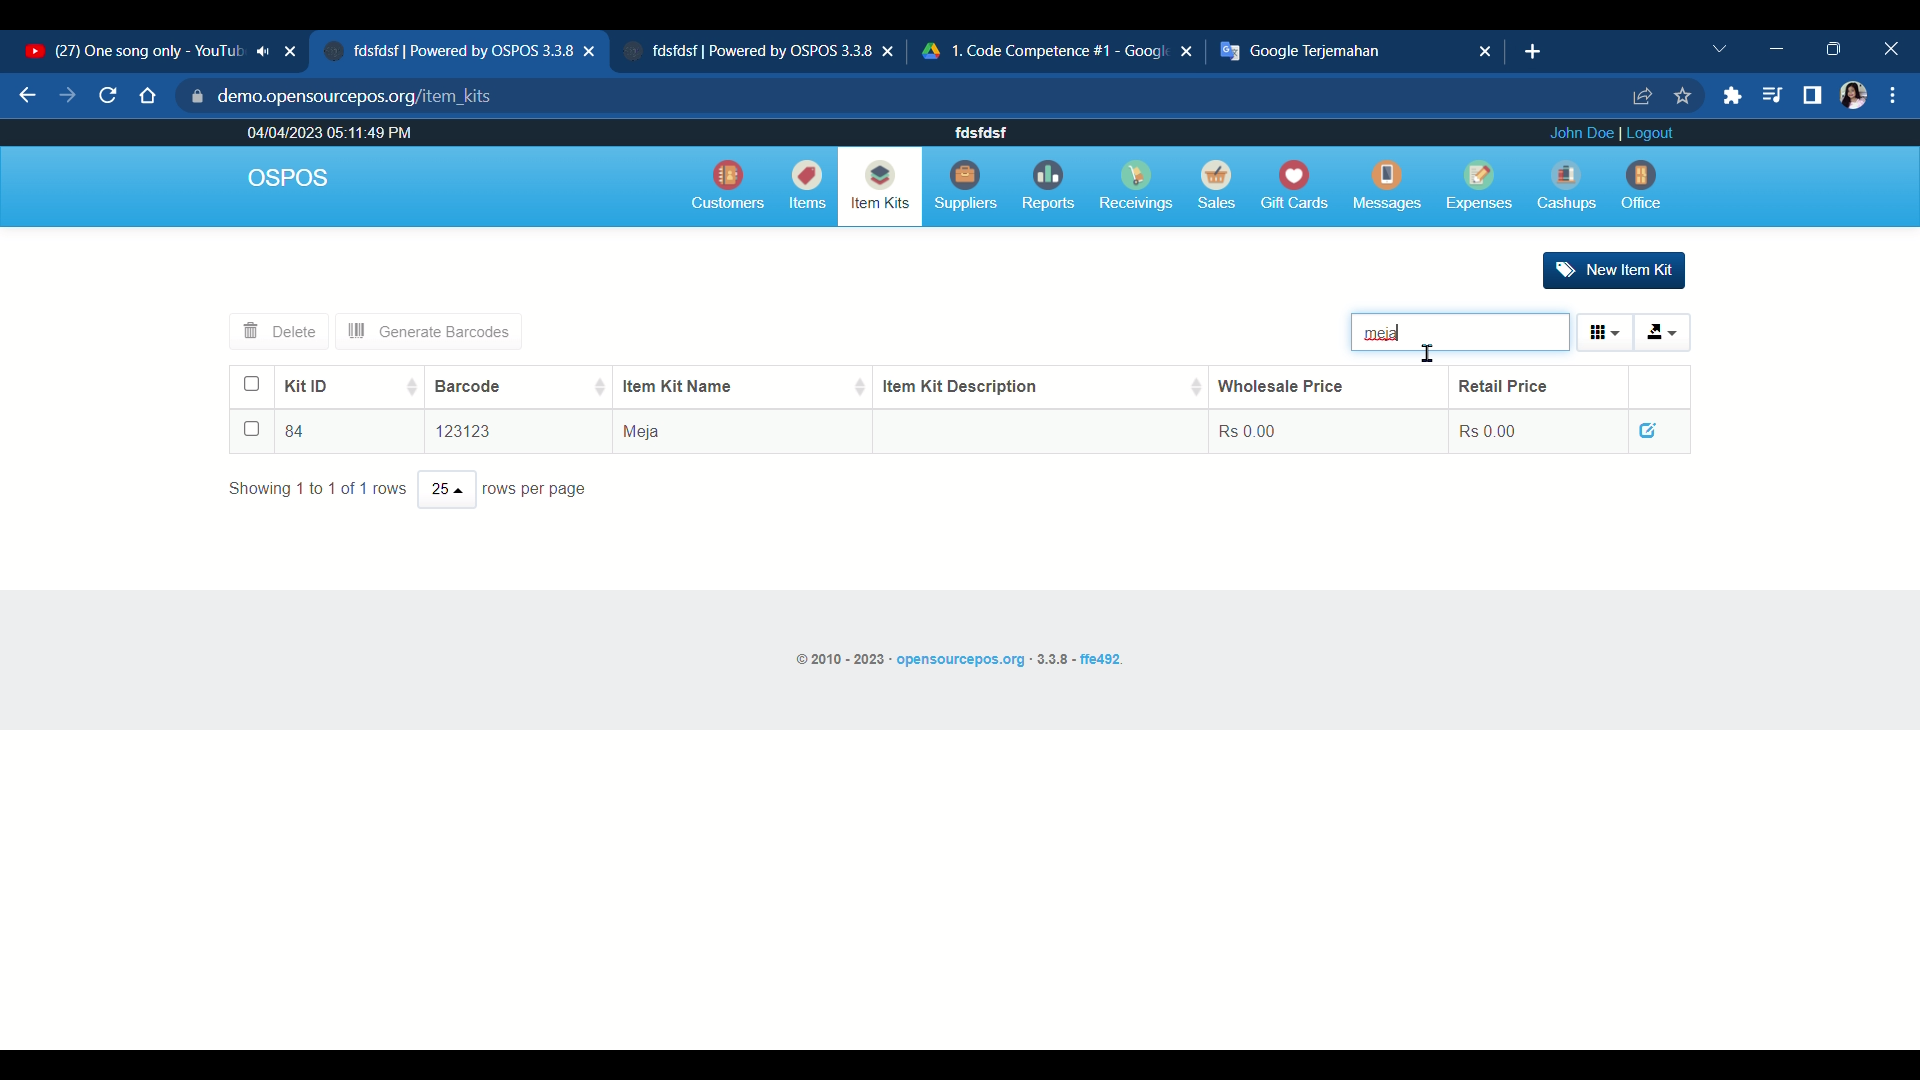 (27) One song only - YouTub
fdsfdsf | Powered by OSPOS 3.3.8
fdsfdsf | Powered by OSPOS 3.3.8
1. Code Competence #1 - Google
Google Terjemahan
demo.opensourcepos.org/item_kits
04/04/2023 05:11:49 PM
fdsfdsf
John Doe | Logout
OSPOS
Customers
Items
Item Kits
Suppliers
Reports
Receivings
Sales
Gift Cards
Messages
Expenses
Cashups
Office
New Item Kit
Delete
Generate Barcodes
meja
Kit ID
Barcode
Item Kit Name
Item Kit Description
Wholesale Price
Retail Price
84
123123
Meja
Rs 0.00
Rs 0.00
Showing 1 to 1 of 1 rows 25 rows per page
© 2010 - 2023 · opensourcepos.org · 3.3.8 - ffe492.